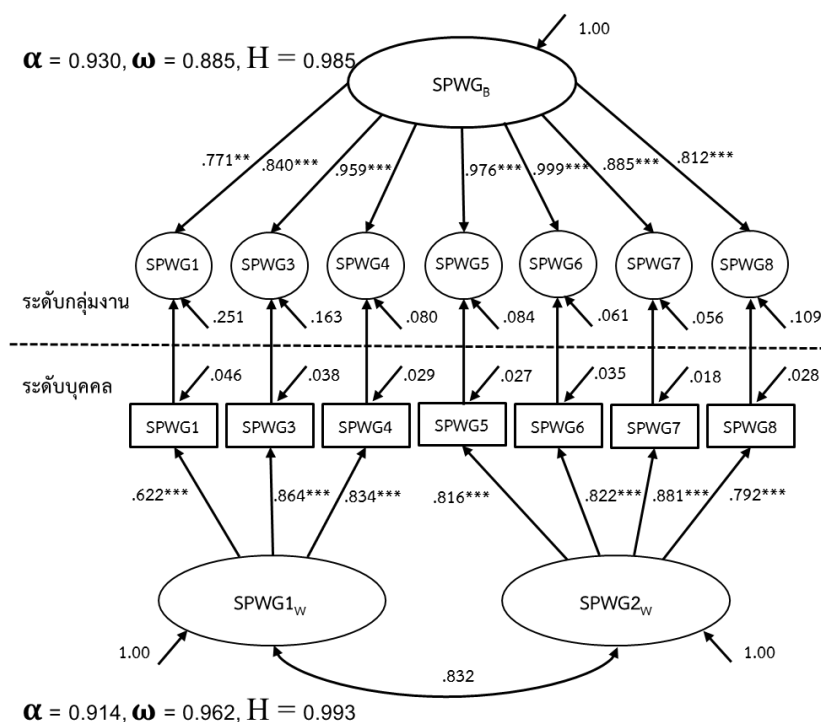 1.00
α = 0.930, ω = 0.885, H = 0.985
SPWGB
.771** .840*** .959*** .976*** .999*** .885*** .812***
SPWG1 SPWG3 SPWG4 SPWG5 SPWG6 SPWG7 SPWG8
ระดับกลุ่มงาน
.251 .163 .080 .084 .061 .056 .109
ระดับบุคคล
.046 .038 .029 .027 .035 .018 .028
SPWG1 SPWG3 SPWG4 SPWG5 SPWG6 SPWG7 SPWG8
.622*** .864*** .834*** .816*** .822*** .881*** .792***
SPWG1W SPWG2W
1.00 .832 1.00
α = 0.914, ω = 0.962, H = 0.993